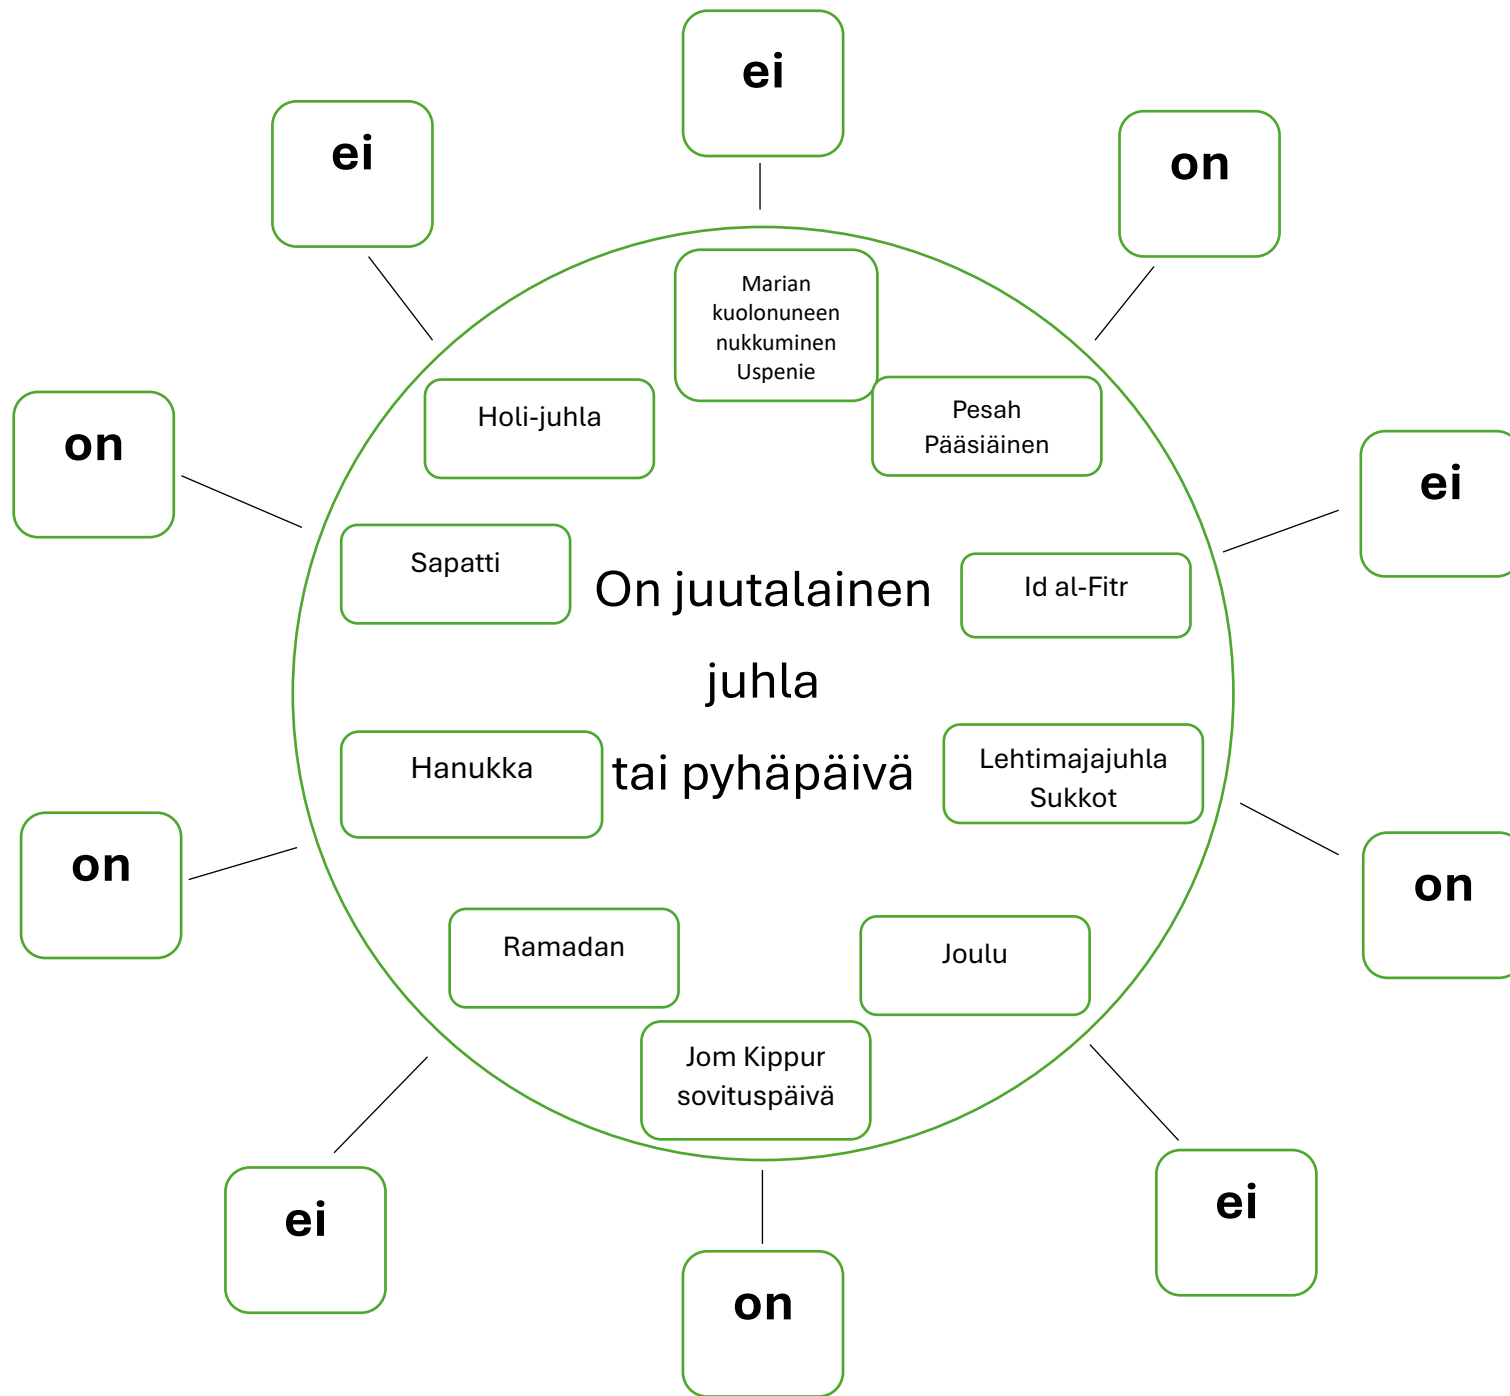 ei
ei
on
Marian
kuolonuneen
nukkuminen
Uspenie
Holi-juhla
Pesah
Pääsiäinen
on
ei
Sapatti
Id al-Fitr
On juutalainen
juhla
tai pyhäpäivä
Hanukka
Lehtimajajuhla
Sukkot
on
on
Ramadan
Joulu
Jom Kippur
sovituspäivä
ei
ei
on